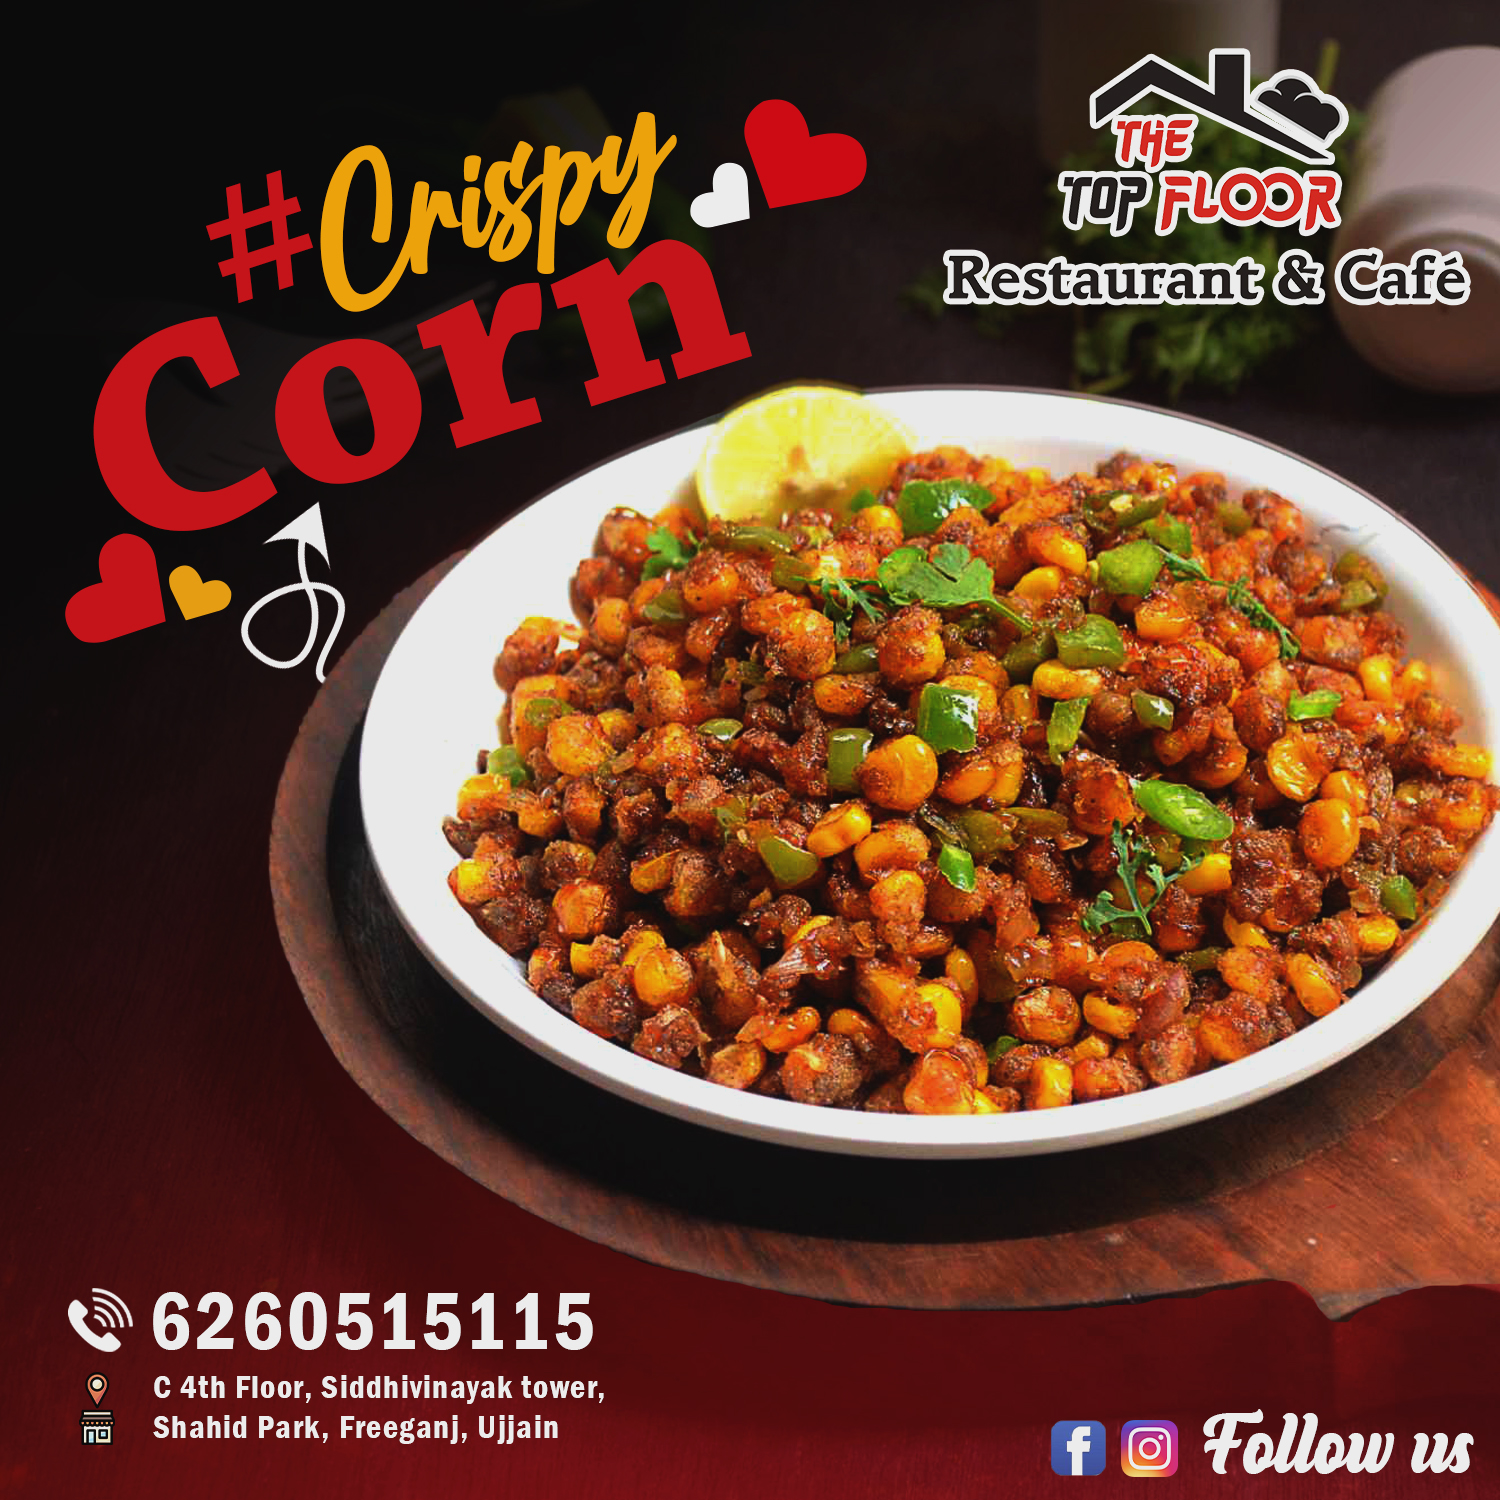 #Crispy
Corn
THE
TOP FLOOR
Restaurant & Café
6260515115
C 4th Floor, Siddhivinayak tower,
Shahid Park, Freeganj, Ujjain
Follow us